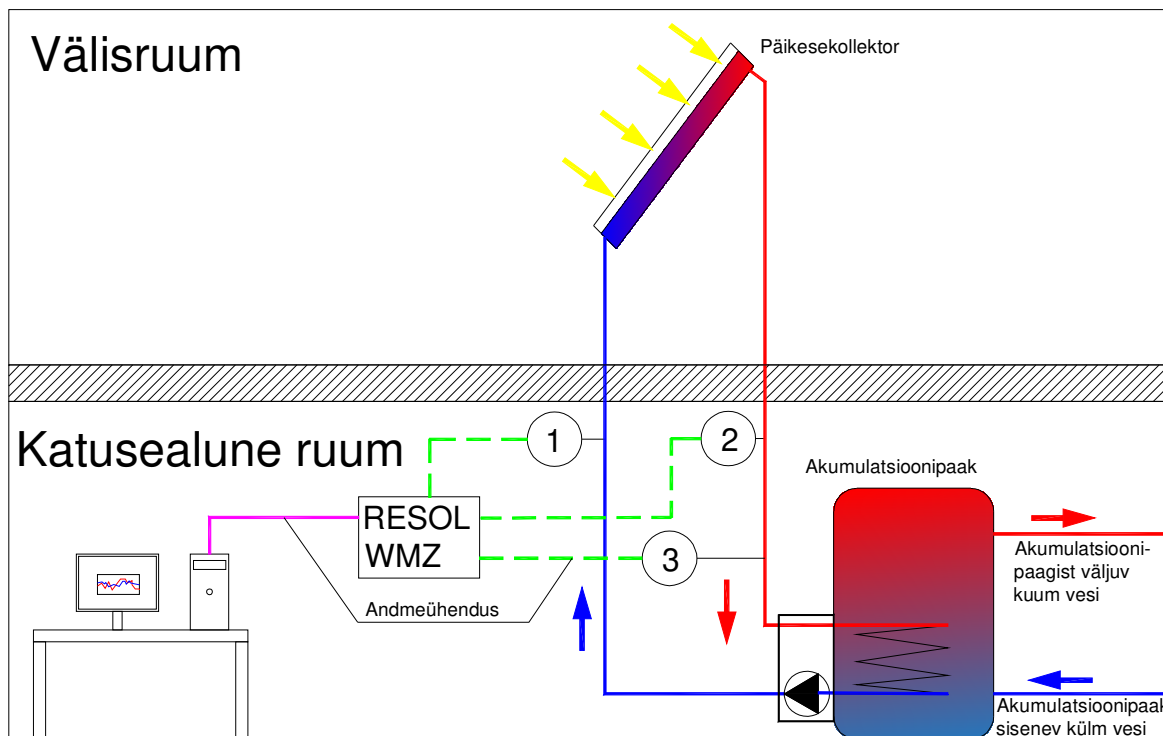 Välisruum
Päikesekollektor
Katusealune ruum
1
2
Akumulatsioonipaak
RESOL
WMZ
3
Akumulatsiooni-
paagist väljuv
kuum vesi
Andmeühendus
Akumulatsioonipaak
sisenev külm vesi